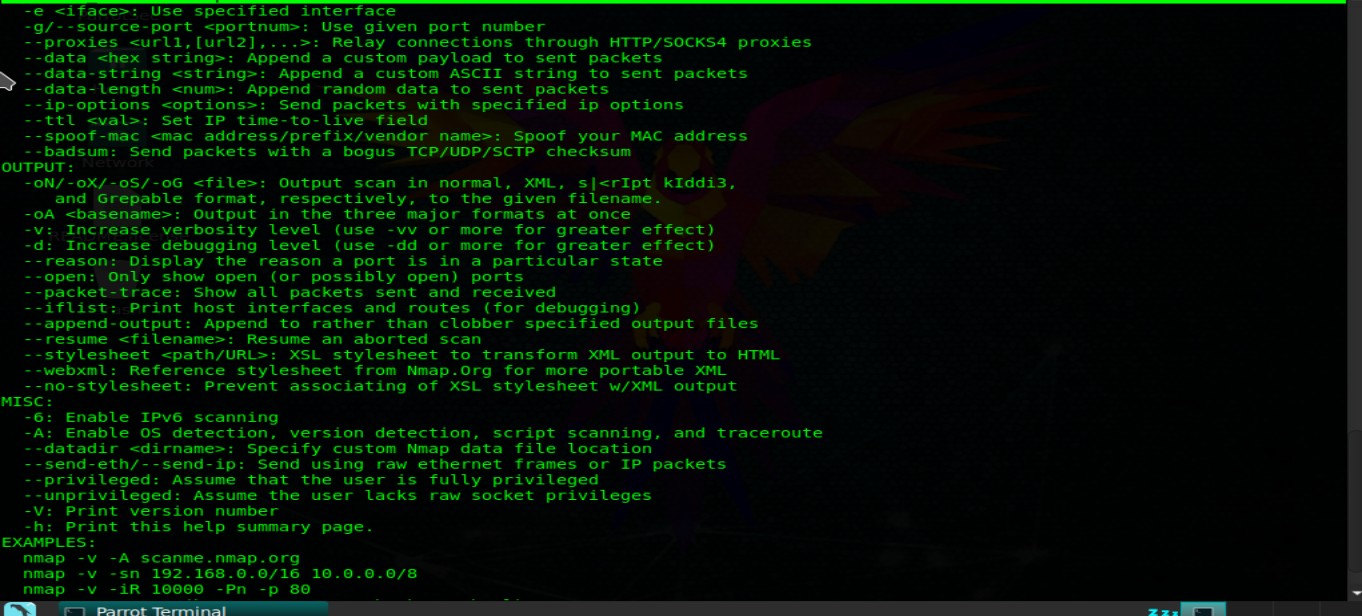 -e <iface>: Use specified interface
  -g/--source-port <portnum>: Use given port number
  --proxies <url1,[url2],...>: Relay connections through HTTP/SOCKS4 proxies
  --data <hex string>: Append a custom payload to sent packets
  --data-string <string>: Append a custom ASCII string to sent packets
  --data-length <num>: Append random data to sent packets
  --ip-options <options>: Send packets with specified ip options
  --ttl <val>: Set IP time-to-live field
  --spoof-mac <mac address/prefix/vendor name>: Spoof your MAC address
  --badsum: Send packets with a bogus TCP/UDP/SCTP checksum
Network
OUTPUT:
  -oN/-oX/-oS/-oG <file>: Output scan in normal, XML, s|<rIpt kIddi3,
     and Grepable format, respectively, to the given filename.
  -oA <basename>: Output in the three major formats at once
  -v: Increase verbosity level (use -vv or more for greater effect)
  -d: Increase debugging level (use -dd or more for greater effect)
  --reason: Display the reason a port is in a particular state
  --open: Only show open (or possibly open) ports
  --packet-trace: Show all packets sent and received
  --iflist: Print host interfaces and routes (for debugging)
  --append-output: Append to rather than clobber specified output files
  --resume <filename>: Resume an aborted scan
  --stylesheet <path/URL>: XSL stylesheet to transform XML output to HTML
  --webxml: Reference stylesheet from Nmap.Org for more portable XML
  --no-stylesheet: Prevent associating of XSL stylesheet w/XML output
MISC:
  -6: Enable IPv6 scanning
  -A: Enable OS detection, version detection, script scanning, and traceroute
  --datadir <dirname>: Specify custom Nmap data file location
  --send-eth/--send-ip: Send using raw ethernet frames or IP packets
  --privileged: Assume that the user is fully privileged
  --unprivileged: Assume the user lacks raw socket privileges
  -V: Print version number
  -h: Print this help summary page.
EXAMPLES:
  nmap -v -A scanme.nmap.org
  nmap -v -sn 192.168.0.0/16 10.0.0.0/8
  nmap -v -iR 10000 -Pn -p 80
Parrot Terminal
zzz